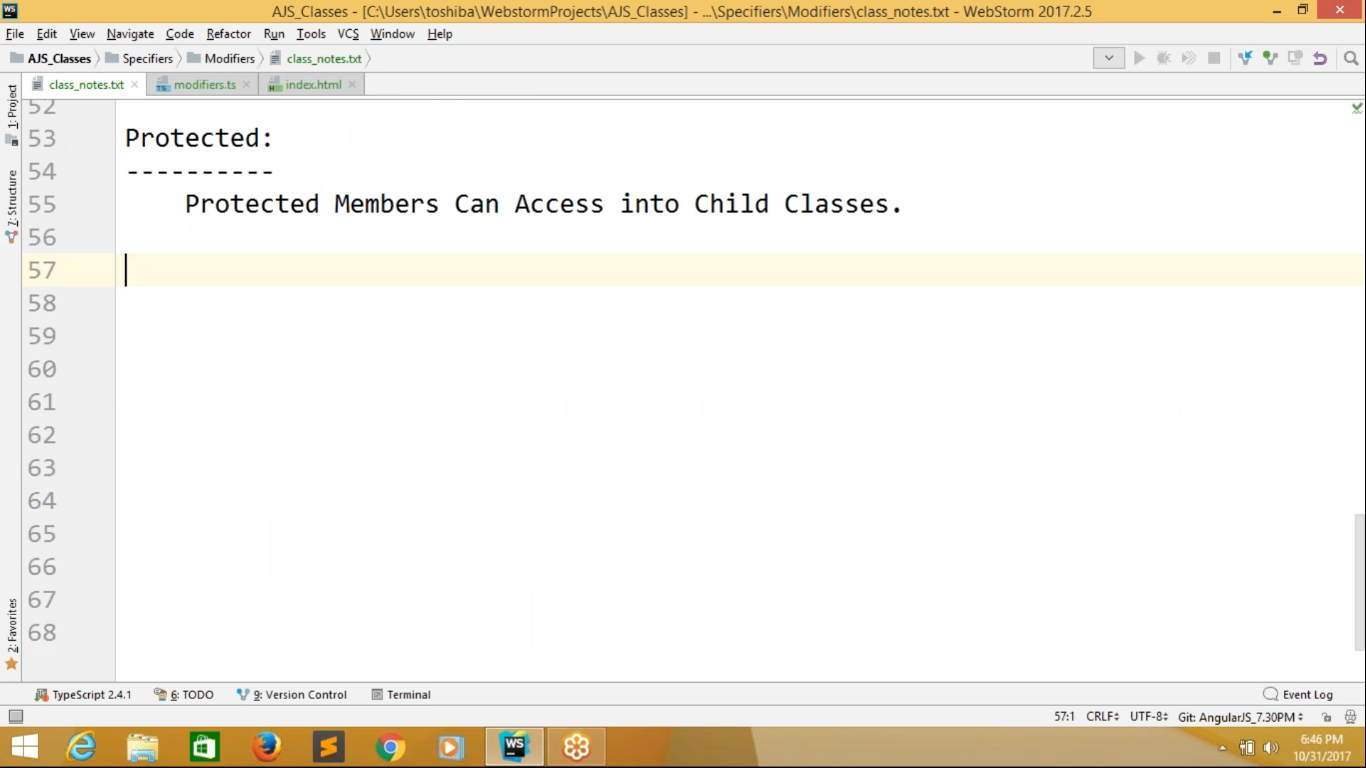 WS
AJS_Classes - [C:\Users\toshiba\WebstormProjects\AJS_Classes] - ...\Specifiers\Modifiers\class_notes.txt - WebStorm 2017.2.5
File Edit View Navigate Code Refactor Run Tools VCS Window Help
AJS_Classes Specifiers Modifiers class_notes.txt
class_notes.txt modifiers.ts index.html
1: Project
7: Structure
2: Favorites
52
53 Protected:
54 ----------
55 Protected Members Can Access into Child Classes.
56
57
58
59
60
61
62
63
64
65
66
67
68
TypeScript 2.4.1 6: TODO 9: Version Control Terminal Event Log
57:1 CRLF UTF-8 Git: AngularJS_7.30PM
WS
6:46 PM
10/31/2017